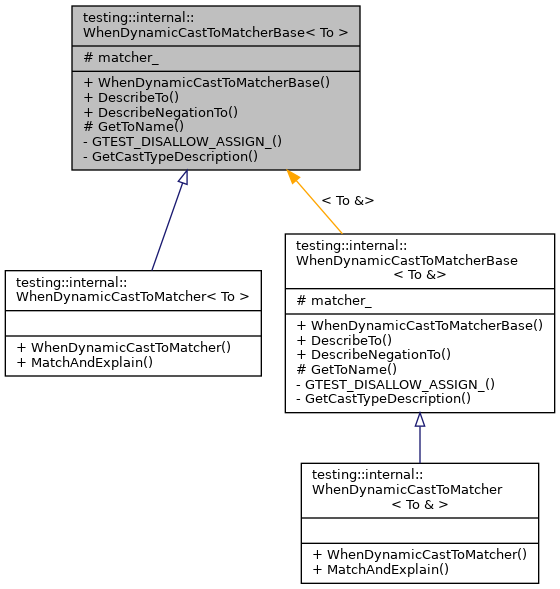 testing::internal::
WhenDynamicCastToMatcherBase< To >
# matcher_
+ WhenDynamicCastToMatcherBase()
+ DescribeTo()
+ DescribeNegationTo()
# GetToName()
- GTEST_DISALLOW_ASSIGN_()
- GetCastTypeDescription()
< To &>
testing::internal::
WhenDynamicCastToMatcher< To >
+ WhenDynamicCastToMatcher()
+ MatchAndExplain()
testing::internal::
WhenDynamicCastToMatcherBase
< To &>
# matcher_
+ WhenDynamicCastToMatcherBase()
+ DescribeTo()
+ DescribeNegationTo()
# GetToName()
- GTEST_DISALLOW_ASSIGN_()
- GetCastTypeDescription()
testing::internal::
WhenDynamicCastToMatcher
< To & >
+ WhenDynamicCastToMatcher()
+ MatchAndExplain()